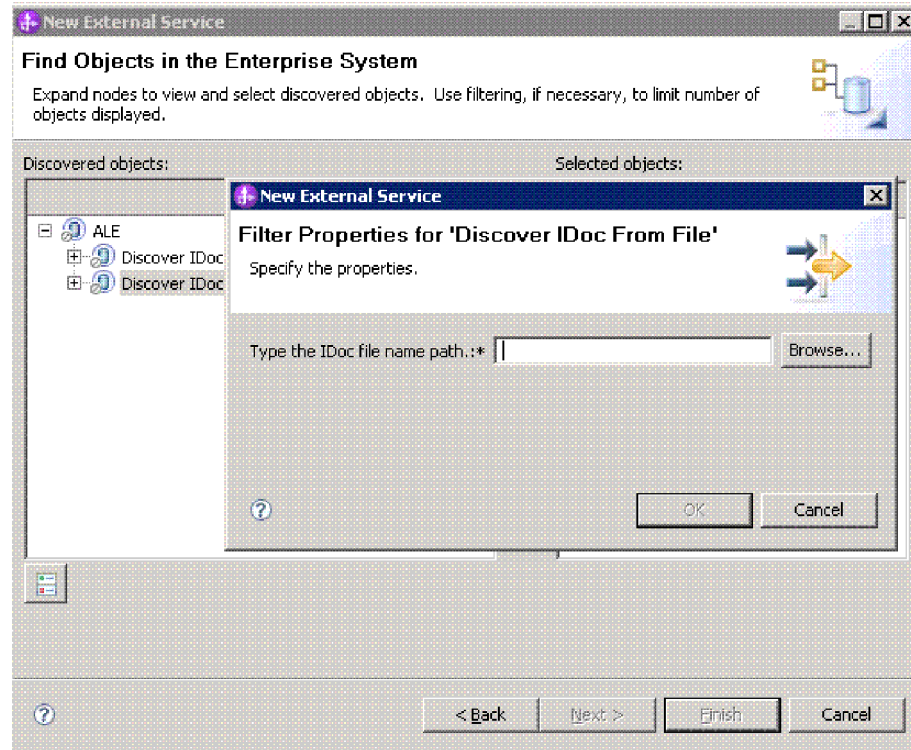 New External Service
Find Objects in the Enterprise System
Expand nodes to view and select discovered objects. Use filtering, if necessary, to limit number of
objects displayed.
Discovered objects:
Selected objects:
ALE
Discover IDoc
Discover IDoc
New External Service
Filter Properties for 'Discover IDoc From File'
Specify the properties.
Type the IDoc file name path.:*
Browse...
OK
Cancel
< Back
Next >
Finish
Cancel